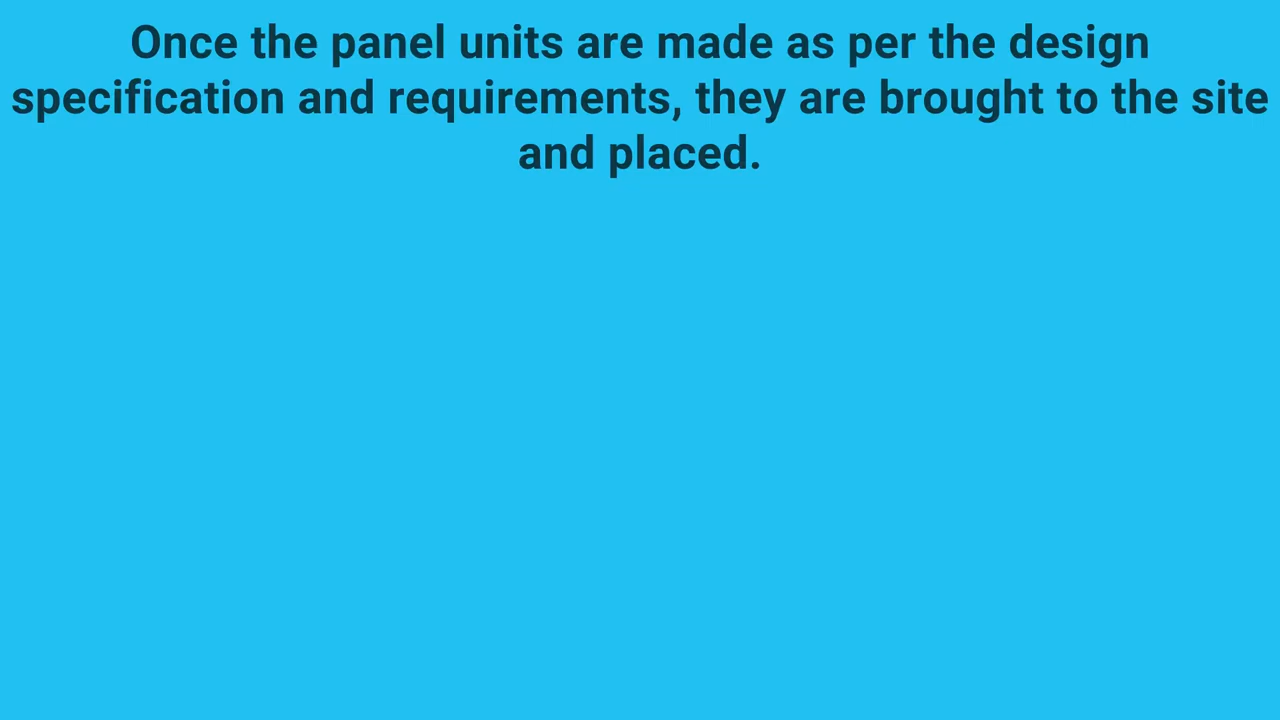 Once the panel units are made as per the design
specification and requirements, they are brought to the site
and placed.